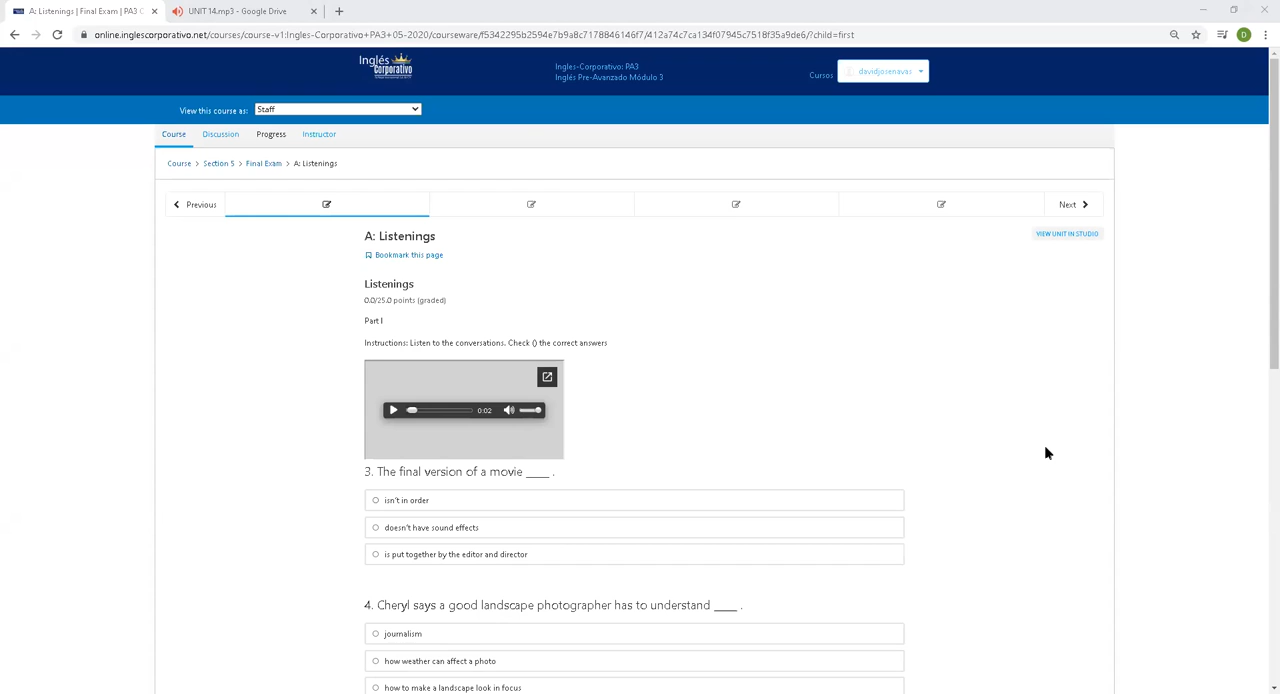 A: Listenings | Final Exam | PA3 C
UNIT 14.mp3 - Google Drive
online.inglescorporativo.net/courses/course-v1:Ingles-Corporativo+PA3+05-2020/courseware/f5342295b2594b7b9a8c7178846146f7/412a74c7ca134f07945c7518f35a9de6/?child=first
D
Inglés Corporativo
Ingles-Corporativo: PA3
Inglés Pre-Avanzado Módulo 3
Cursos
davidjosenavas
View this course as:
Staff
Course Discussion Progress Instructor
Course > Section 5 > Final Exam > A: Listenings
Previous
Next
A: Listenings
VIEW UNIT IN STUDIO
Bookmark this page
Listenings
0.0/25.0 points (graded)
Part I
Instructions: Listen to the conversations. Check () the correct answers
0:02
3. The final version of a movie ____ .
isn't in order
doesn't have sound effects
is put together by the editor and director
4. Cheryl says a good landscape photographer has to understand ____ .
journalism
how weather can affect a photo
how to make a landscape look in focus